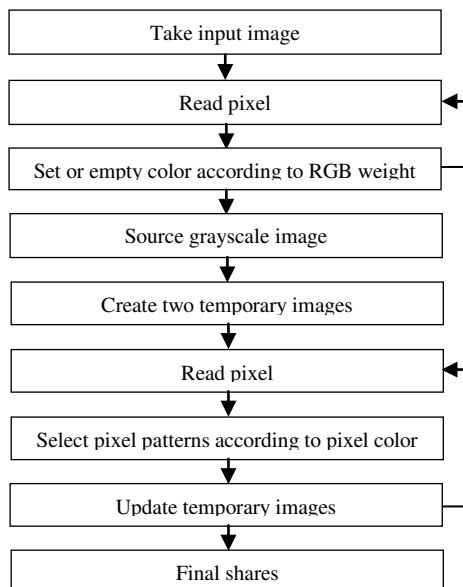 Take input image
Read pixel
Set or empty color according to RGB weight
Source grayscale image
Create two temporary images
Read pixel
Select pixel patterns according to pixel color
Update temporary images
Final shares